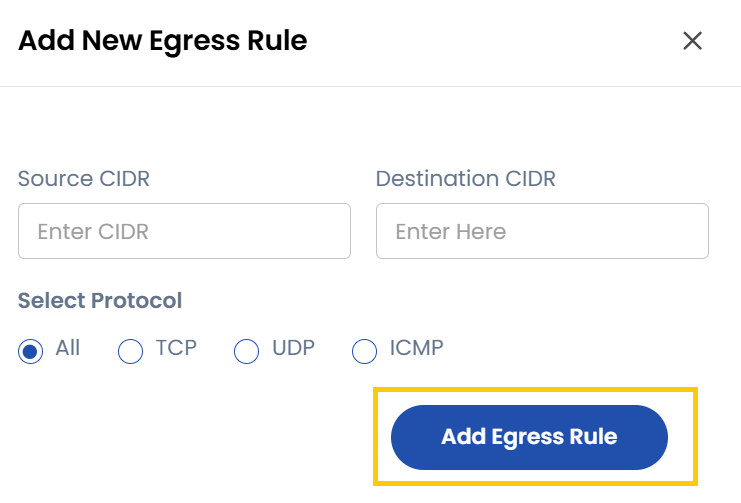 Add New Egress Rule
Source CIDR Destination CIDR
Enter CIDR Enter Here
Select Protocol
All TCP UDP ICMP
Add Egress Rule